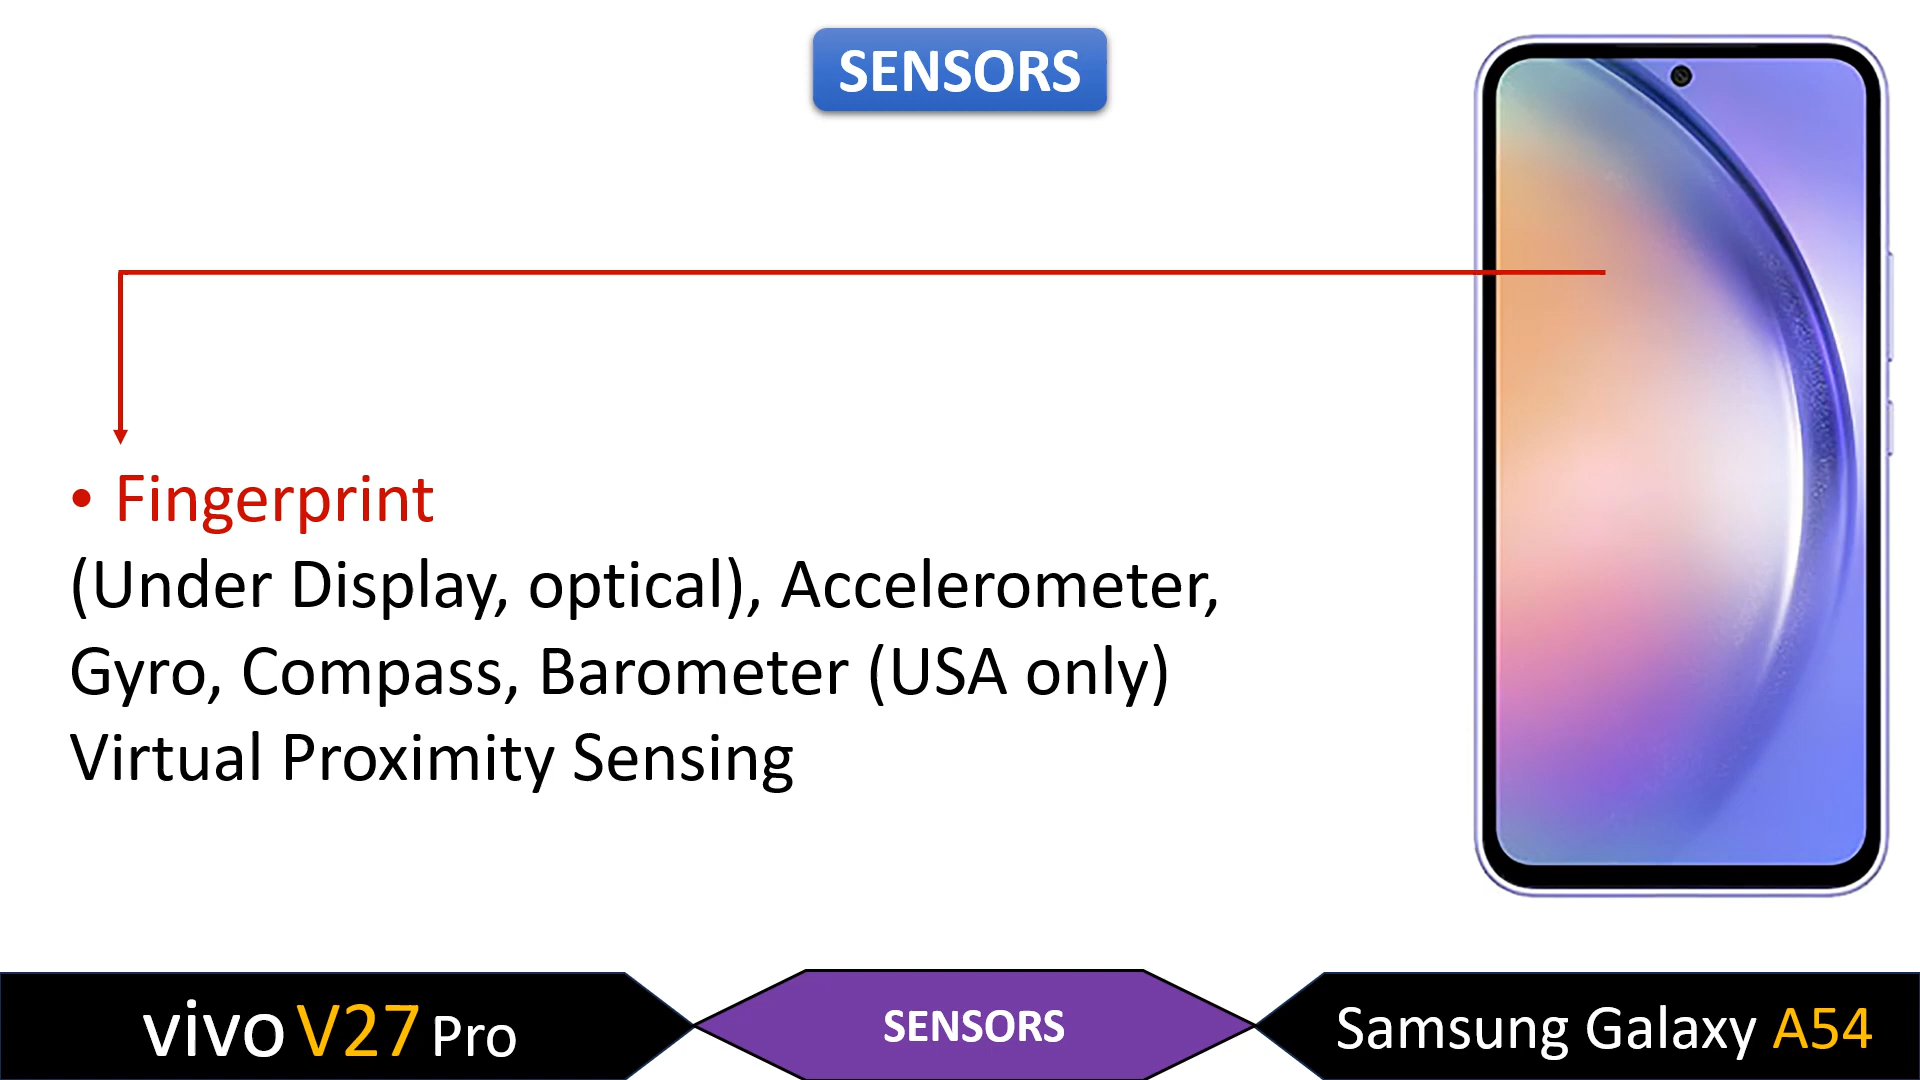 SENSORS
• Fingerprint
(Under Display, optical), Accelerometer,
Gyro, Compass, Barometer (USA only)
Virtual Proximity Sensing
vivo V27 Pro
SENSORS
Samsung Galaxy A54